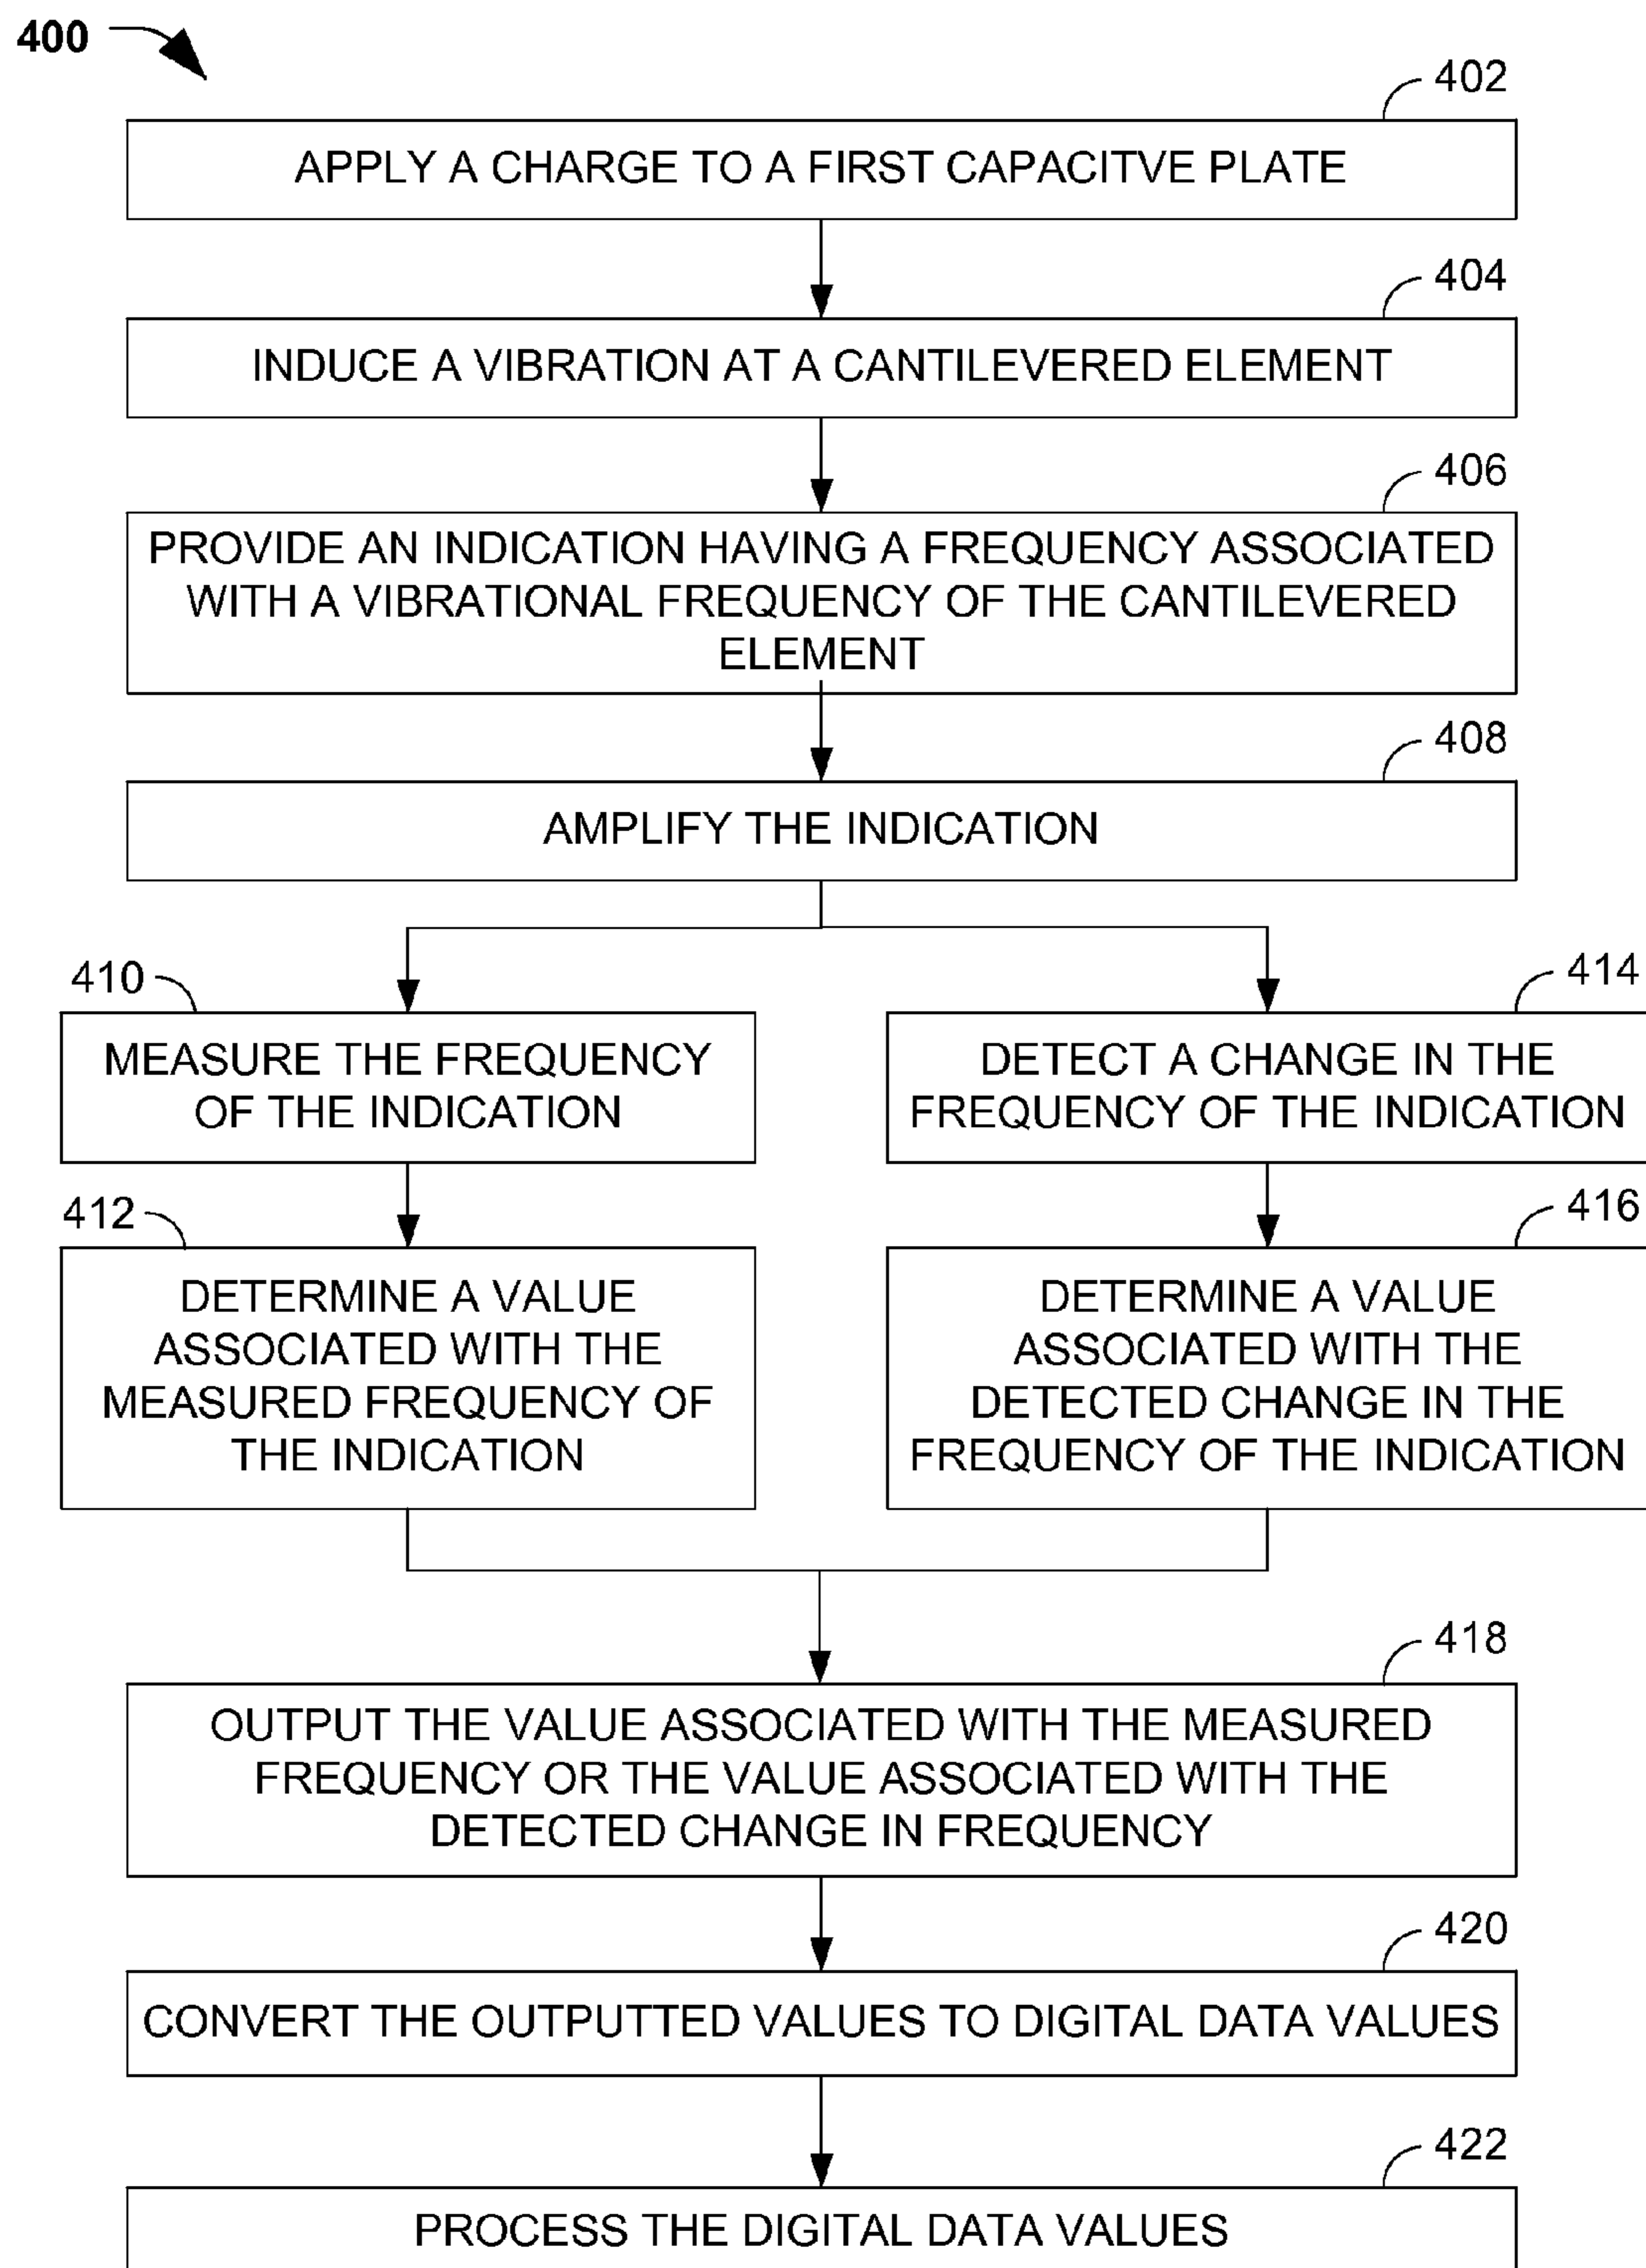 400
402
APPLY A CHARGE TO A FIRST CAPACITVE PLATE
404
INDUCE A VIBRATION AT A CANTILEVERED ELEMENT
406
PROVIDE AN INDICATION HAVING A FREQUENCY ASSOCIATED
WITH A VIBRATIONAL FREQUENCY OF THE CANTILEVERED
ELEMENT
408
AMPLIFY THE INDICATION
410
MEASURE THE FREQUENCY
OF THE INDICATION
412
DETERMINE A VALUE
ASSOCIATED WITH THE
MEASURED FREQUENCY OF
THE INDICATION
414
DETECT A CHANGE IN THE
FREQUENCY OF THE INDICATION
416
DETERMINE A VALUE
ASSOCIATED WITH THE
DETECTED CHANGE IN THE
FREQUENCY OF THE INDICATION
418
OUTPUT THE VALUE ASSOCIATED WITH THE MEASURED
FREQUENCY OR THE VALUE ASSOCIATED WITH THE
DETECTED CHANGE IN FREQUENCY
420
CONVERT THE OUTPUTTED VALUES TO DIGITAL DATA VALUES
422
PROCESS THE DIGITAL DATA VALUES